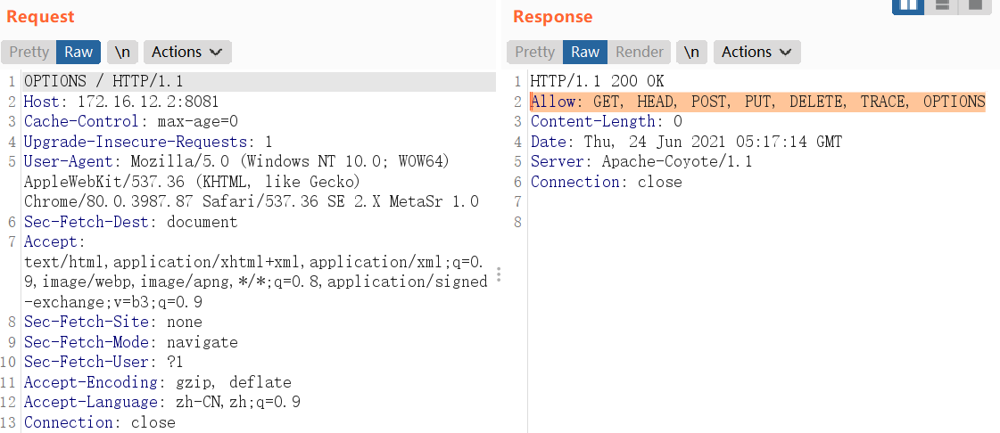 Request
Pretty Raw \n Actions
1 OPTIONS / HTTP/1.1
2 Host: 172.16.12.2:8081
3 Cache-Control: max-age=0
4 Upgrade-Insecure-Requests: 1
5 User-Agent: Mozilla/5.0 (Windows NT 10.0; WOW64)
AppleWebKit/537.36 (KHTML, like Gecko)
Chrome/80.0.3987.87 Safari/537.36 SE 2.X MetaSr 1.0
6 Sec-Fetch-Dest: document
7 Accept:
text/html,application/xhtml+xml,application/xml;q=0.
9,image/webp,image/apng,*/*;q=0.8,application/signed
-exchange;v=b3;q=0.9
8 Sec-Fetch-Site: none
9 Sec-Fetch-Mode: navigate
10 Sec-Fetch-User: ?1
11 Accept-Encoding: gzip, deflate
12 Accept-Language: zh-CN,zh;q=0.9
13 Connection: close
Response
Pretty Raw Render \n Actions
1 HTTP/1.1 200 OK
2 Allow: GET, HEAD, POST, PUT, DELETE, TRACE, OPTIONS
3 Content-Length: 0
4 Date: Thu, 24 Jun 2021 05:17:14 GMT
5 Server: Apache-Coyote/1.1
6 Connection: close
7
8